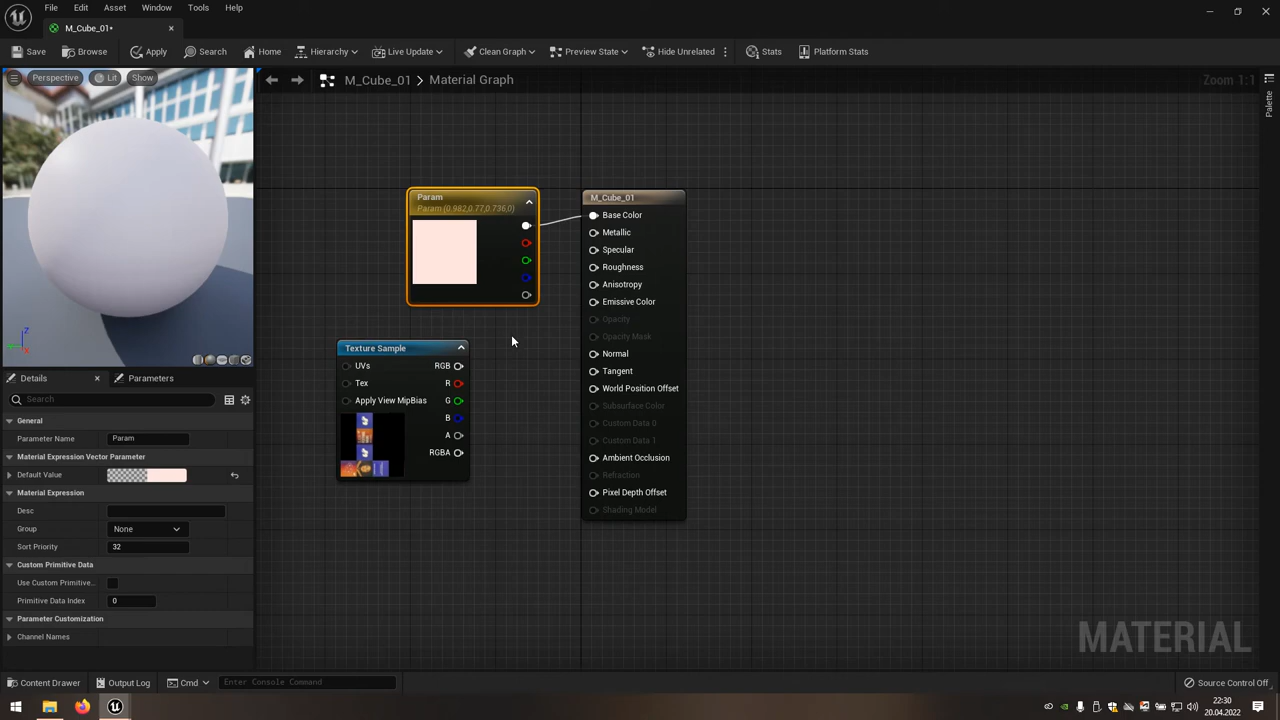 File Edit Asset Window Tools Help
M_Cube_01•
Save Browse Apply Search Home Hierarchy Live Update Clean Graph Preview State Hide Unrelated Stats Platform Stats
Perspective Lit Show
M_Cube_01 > Material Graph
Zoom 1:1
Palette
Param
Param (0.982,0.77,0.736,0)
M_Cube_01
Base Color
Metallic
Specular
Roughness
Anisotropy
Emissive Color
Opacity
Opacity Mask
Normal
Tangent
World Position Offset
Subsurface Color
Custom Data 0
Custom Data 1
Ambient Occlusion
Refraction
Pixel Depth Offset
Shading Model
Texture Sample
UVs RGB
Tex R
Apply View MipBias G
B
A
RGBA
Z
Details Parameters
Search
General
Parameter Name Param
Material Expression Vector Parameter
Default Value
Material Expression
Desc
Group None
Sort Priority 32
Custom Primitive Data
Use Custom Primitive...
Primitive Data Index 0
Parameter Customization
Channel Names
MATERIAL
Content Drawer Output Log Cmd Enter Console Command Source Control Off
22:30
20.04.2022